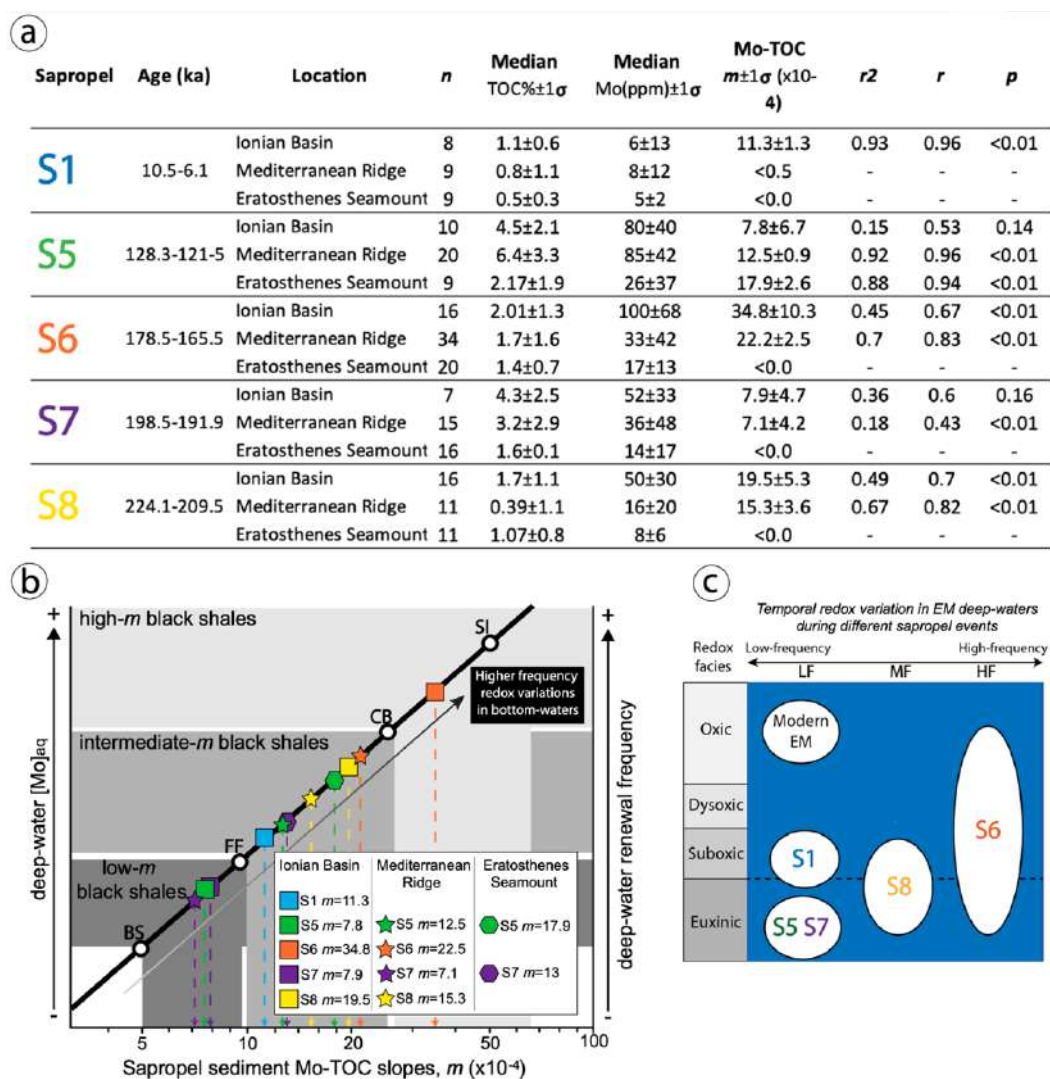 a
Sapropel Age (ka) Location n Median TOC%±1σ Median Mo(ppm)±1σ Mo-TOC m±1σ (x10-4) r2 r p
S1 10.5-6.1
Ionian Basin 8 1.1±0.6 6±13 11.3±1.3 0.93 0.96 <0.01
Mediterranean Ridge 9 0.8±1.1 8±12 <0.5 - - -
Eratosthenes Seamount 9 0.5±0.3 5±2 <0.0 - - -
S5 128.3-121-5
Ionian Basin 10 4.5±2.1 80±40 7.8±6.7 0.15 0.53 0.14
Mediterranean Ridge 20 6.4±3.3 85±42 12.5±0.9 0.92 0.96 <0.01
Eratosthenes Seamount 9 2.17±1.9 26±37 17.9±2.6 0.88 0.94 <0.01
S6 178.5-165.5
Ionian Basin 16 2.01±1.3 100±68 34.8±10.3 0.45 0.67 <0.01
Mediterranean Ridge 34 1.7±1.6 33±42 22.2±2.5 0.7 0.83 <0.01
Eratosthenes Seamount 20 1.4±0.7 17±13 <0.0 - - -
S7 198.5-191.9
Ionian Basin 7 4.3±2.5 52±33 7.9±4.7 0.36 0.6 0.16
Mediterranean Ridge 15 3.2±2.9 36±48 7.1±4.2 0.18 0.43 <0.01
Eratosthenes Seamount 16 1.6±0.1 14±17 <0.0 - - -
S8 224.1-209.5
Ionian Basin 16 1.7±1.1 50±30 19.5±5.3 0.49 0.7 <0.01
Mediterranean Ridge 11 0.39±1.1 16±20 15.3±3.6 0.67 0.82 <0.01
Eratosthenes Seamount 11 1.07±0.8 8±6 <0.0 - - -
b
+
deep-water [Mo]aq
-
high-m black shales
intermediate-m black shales
low-m
black shales
BS
FF
CB
SI
Higher frequency
redox variations
in bottom-waters
Ionian Basin
S1 m=11.3
S5 m=7.8
S6 m=34.8
S7 m=7.9
S8 m=19.5
Mediterranean
Ridge
S5 m=12.5
S6 m=22.5
S7 m=7.1
S8 m=15.3
Eratosthenes
Seamount
S5 m=17.9
S7 m=13
+
deep-water renewal frequency
-
5 10 20 50 100
Sapropel sediment Mo-TOC slopes, m (x10-4)
c
Temporal redox variation in EM deep-waters
during different sapropel events
Redox
facies
Low-frequency High-frequency
LF MF HF
Oxic
Dysoxic
Suboxic
Euxinic
Modern
EM
S1
S5 S7
S8
S6